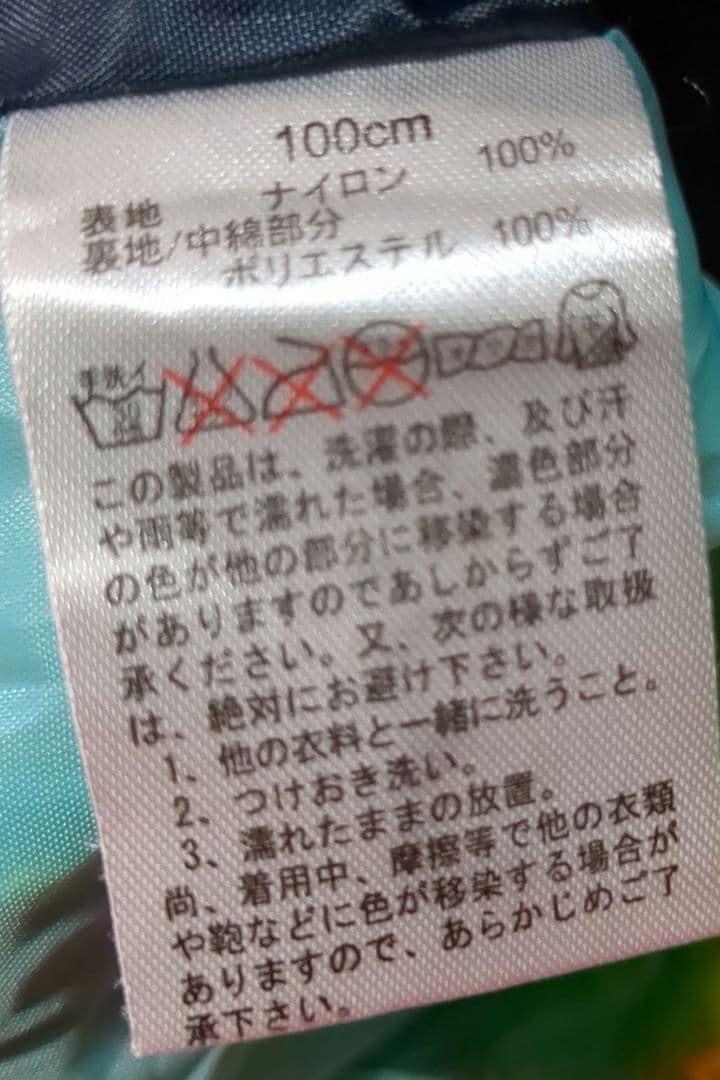 100cm
表地 ナイロン 100%
裏地/中綿部分
ポリエステル 100%
手洗イ
この製品は、洗濯の際、及び汗
や雨等で濡れた場合、濃色部分
の色が他の部分に移染する場合
がありますのであしからずご了
承ください。又、次の様な取扱
は、絶対にお避け下さい。
1、他の衣料と一緒に洗うこと。
2、つけおき洗い。
3、濡れたままの放置。
尚、着用中、摩擦等で他の衣類
や鞄などに色が移染する場合が
ありますので、あらかじめご了
承下さい。